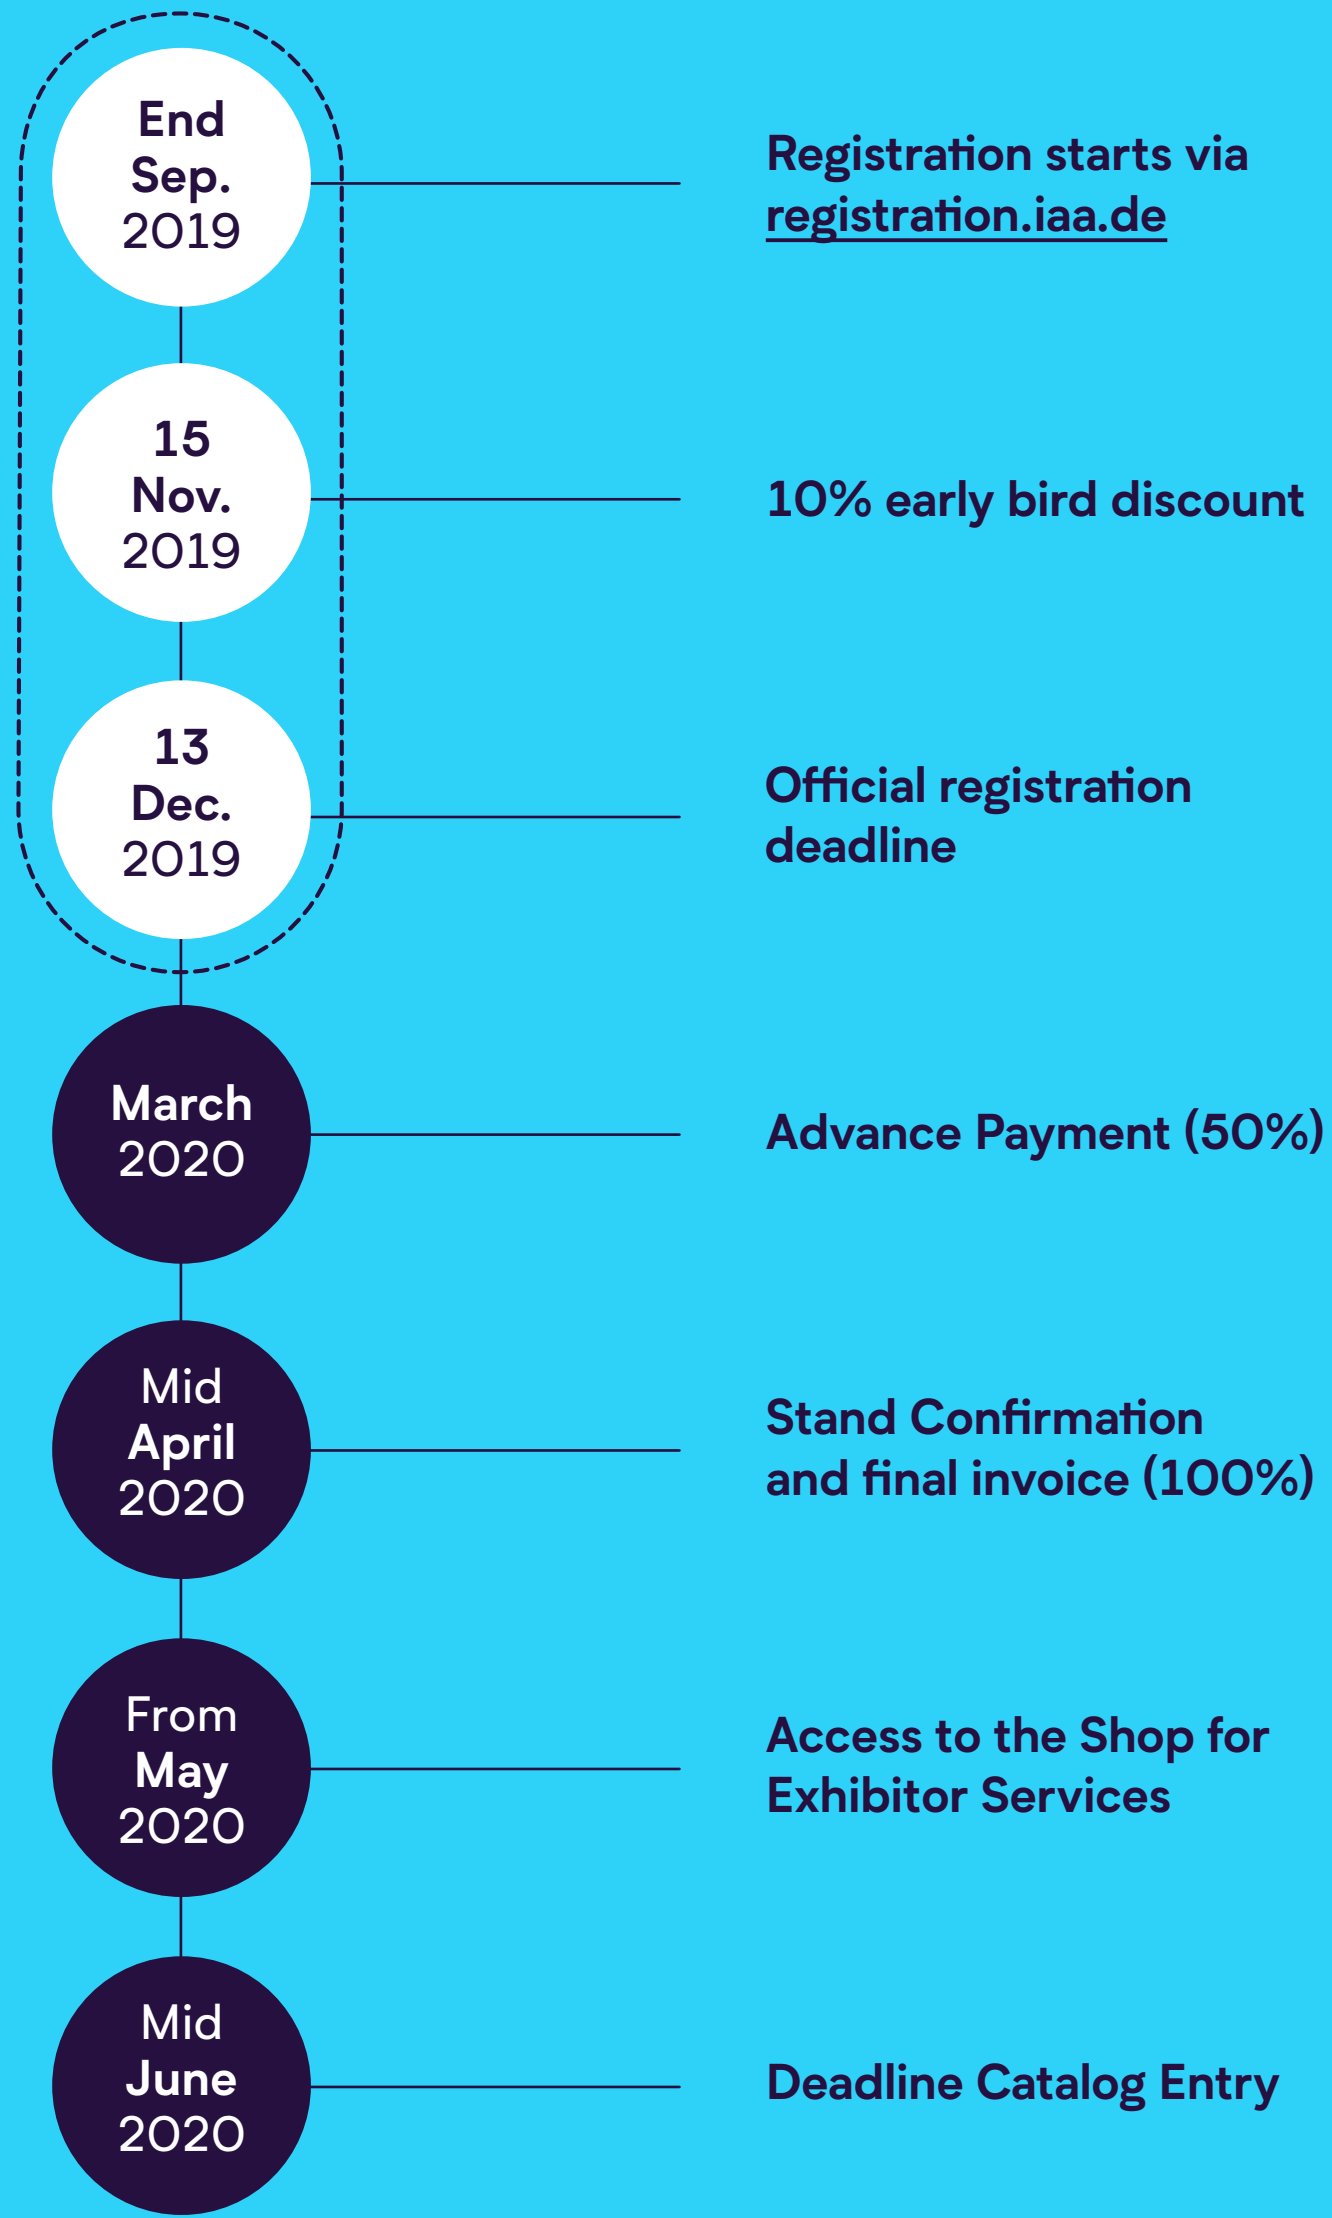 End
Sep.
2019
Registration starts via
registration.iaa.de
15
Nov.
2019
10% early bird discount
13
Dec.
2019
Official registration
deadline
March
2020
Advance Payment (50%)
Mid
April
2020
Stand Confirmation
and final invoice (100%)
From
May
2020
Access to the Shop for
Exhibitor Services
Mid
June
2020
Deadline Catalog Entry